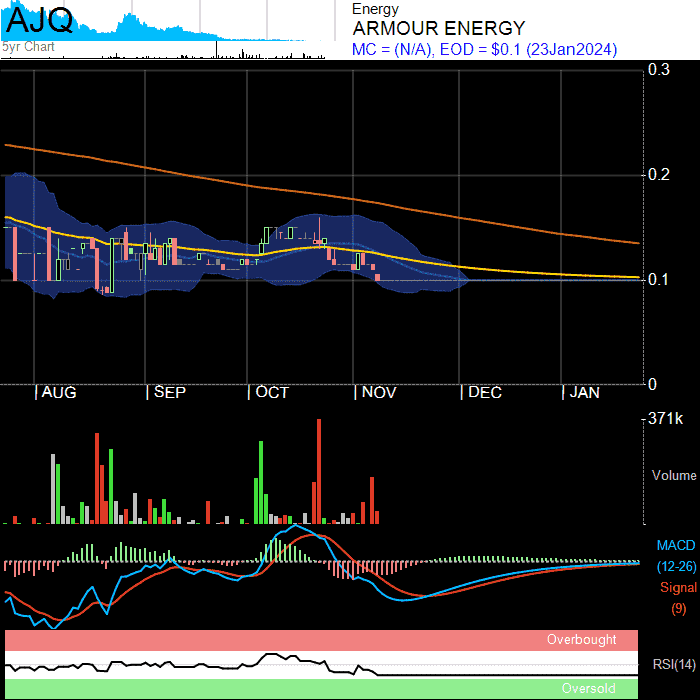 AJQ
5yr Chart
Energy
ARMOUR ENERGY
MC = (N/A), EOD = $0.1 (23Jan2024)
0.3
0.2
0.1
0
AUG SEP OCT NOV DEC JAN
371k
Volume
MACD
(12-26)
Signal
(9)
Overbought
RSI(14)
Oversold